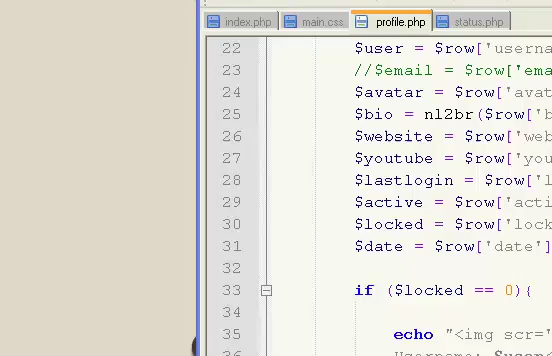 index.php main.css profile.php status.php
22 $user = $row['userna
23 //$email = $row['ema
24 $avatar = $row['avat
25 $bio = nl2br($row['b
26 $website = $row['web
27 $youtube = $row['you
28 $lastlogin = $row['l
29 $active = $row['acti
30 $locked = $row['lock
31 $date = $row['date']
32
33 if ($locked == 0){
34
35 echo "<img scr='